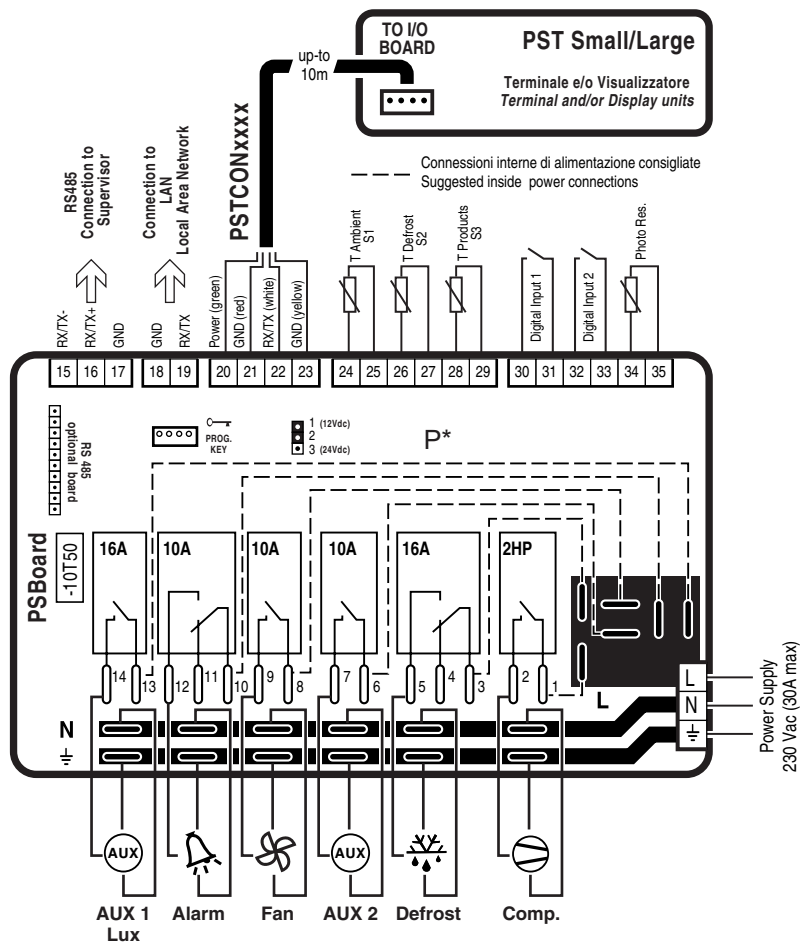 TO I/O
BOARD
PST Small/Large
Terminale e/o Visualizzatore
Terminal and/or Display units
up-to
10m
PSTCONxxxx
Connessioni interne di alimentazione consigliate
Suggested inside power connections
RS485
Connection to
Supervisor
Connection to
LAN
Local Area Network
RX/TX-
RX/TX+
GND
GND
RX/TX
Power (green)
GND (red)
RX/TX (white)
GND (yellow)
T Ambient
S1
T Defrost
S2
T Products
S3
Digital Input 1
Digital Input 2
Photo Res.
15 16 17 18 19 20 21 22 23 24 25 26 27 28 29 30 31 32 33 34 35
RS 485
optional board
PROG.
KEY
1 (12Vdc)
2
3 (24Vdc)
P*
PSBoard
-10T50
16A 10A 10A 10A 16A 2HP
14 13 12 11 10 9 8 7 6 5 4 3 2 1
L
L
N
N
Power Supply
230 Vac (30A max)
AUX
AUX
AUX 1
Lux
Alarm
Fan
AUX 2
Defrost
Comp.